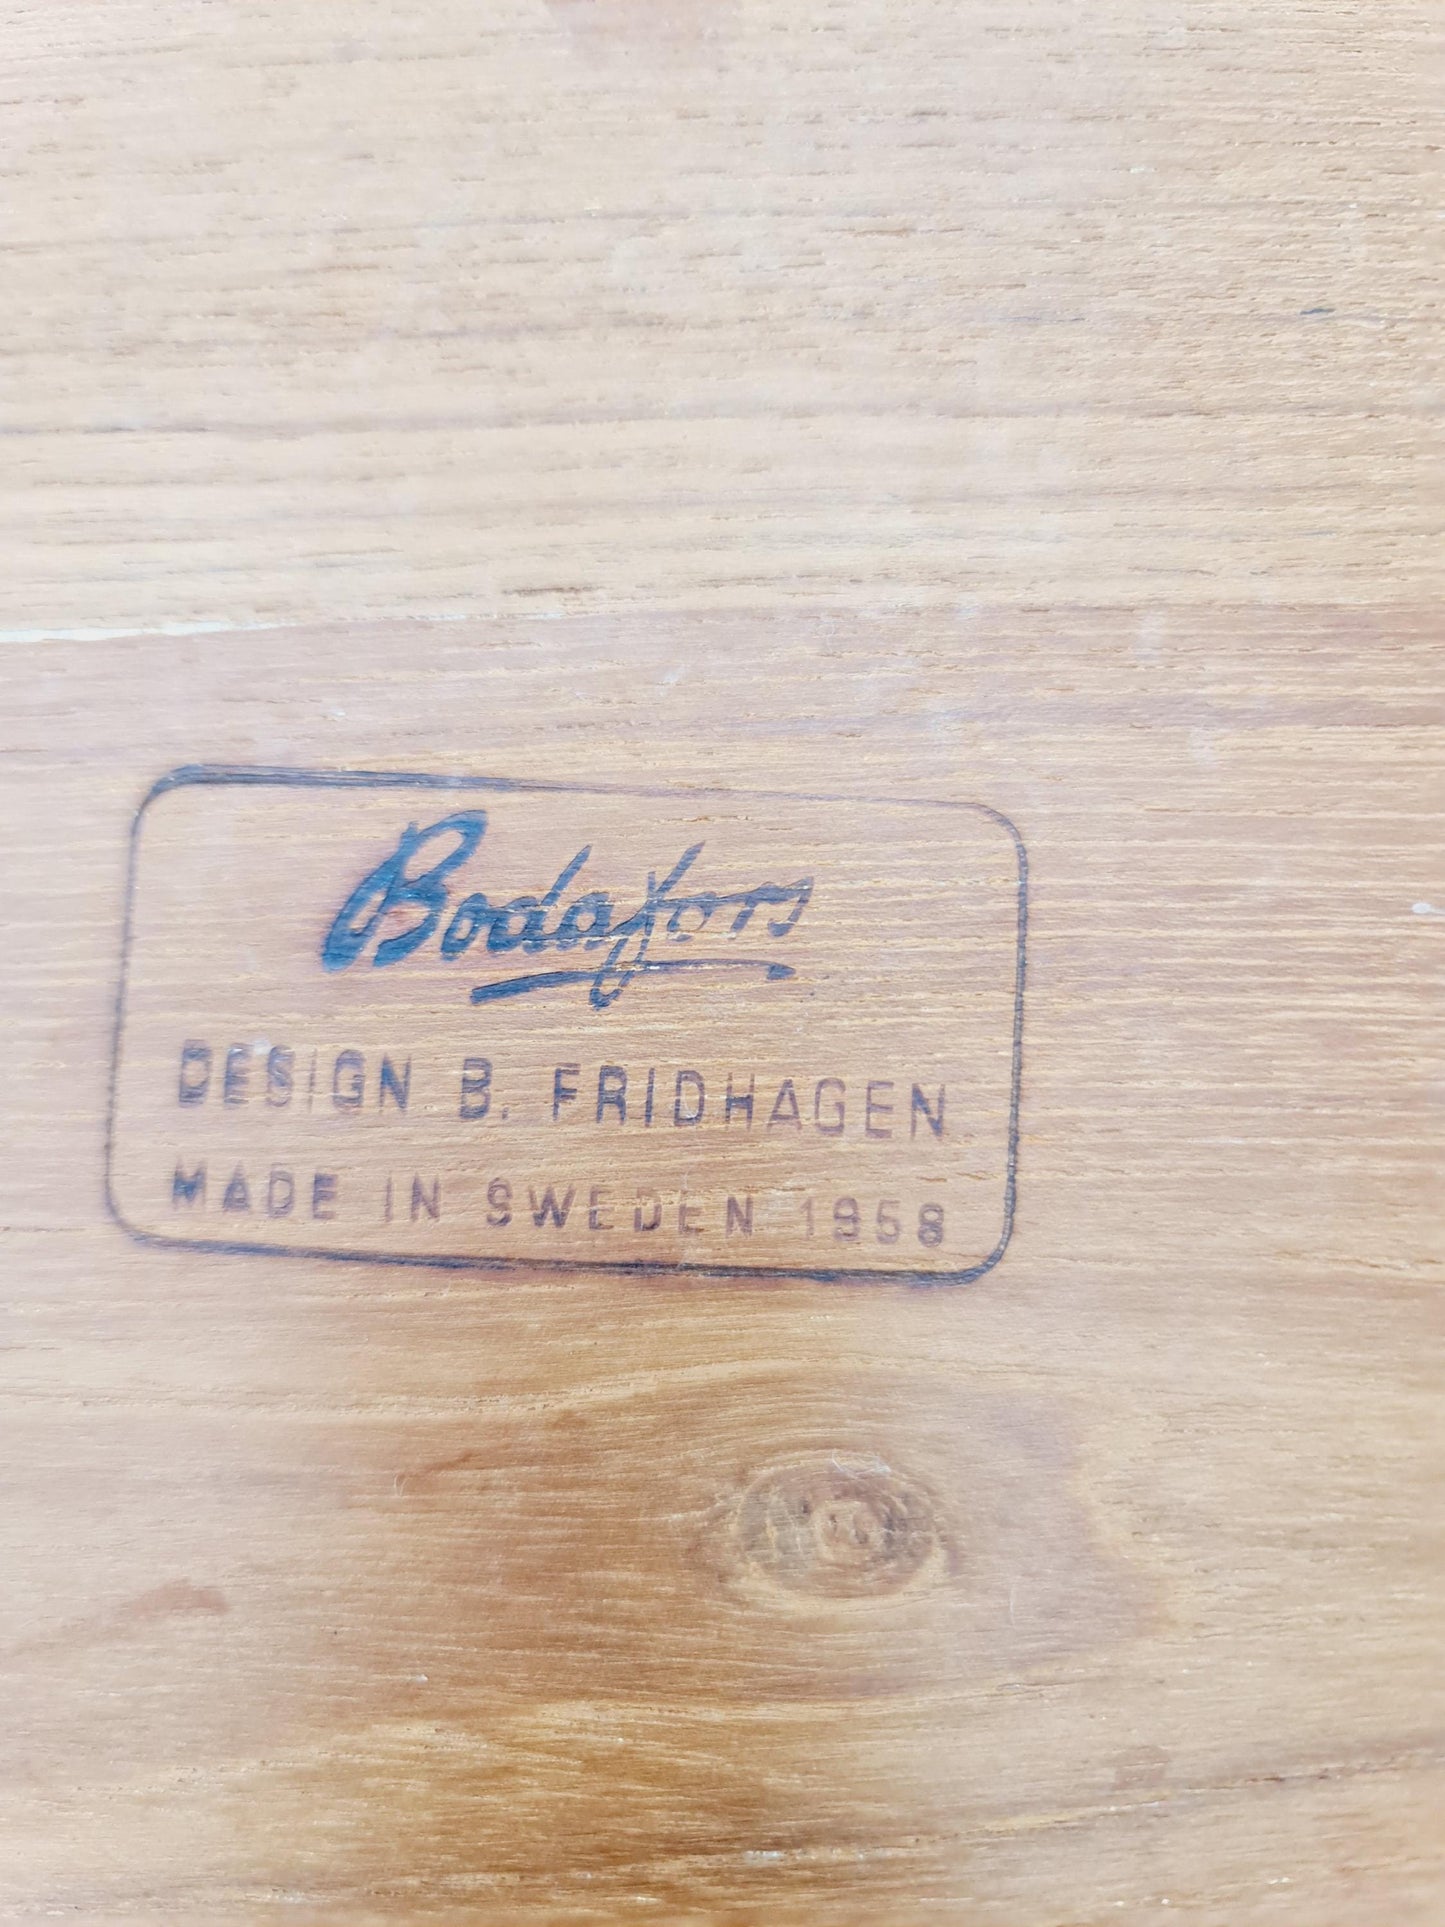 Bodafors
DESIGN B. FRIDHAGEN
MADE IN SWEDEN 1958